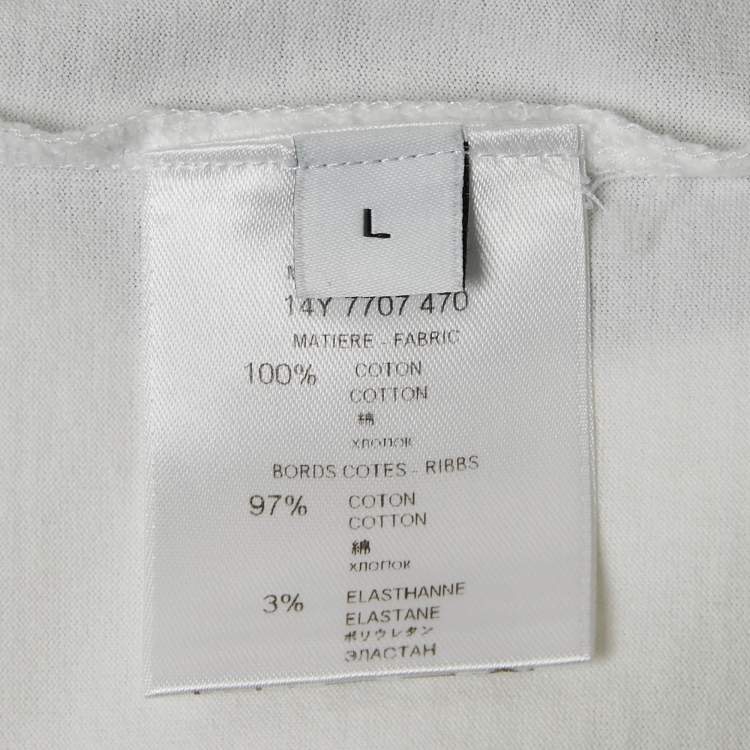 L
14Y 7707 470
MATIERE - FABRIC
100% COTON
COTTON
綿
хлопок
BORDS COTES - RIBBS
97% COTON
COTTON
綿
хлопок
3% ELASTHANNE
ELASTANE
ポリウレタン
ЭЛАСТАН